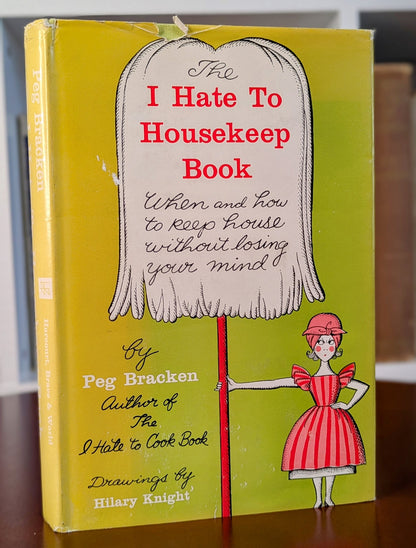 The
I Hate To
Housekeep
Book
When and how
to keep house
without losing
your mind
by
Peg Bracken
Author of
The
I Hate to Cook Book
Drawings by
Hilary Knight
Peg Bracken
Harcourt, Brace & World